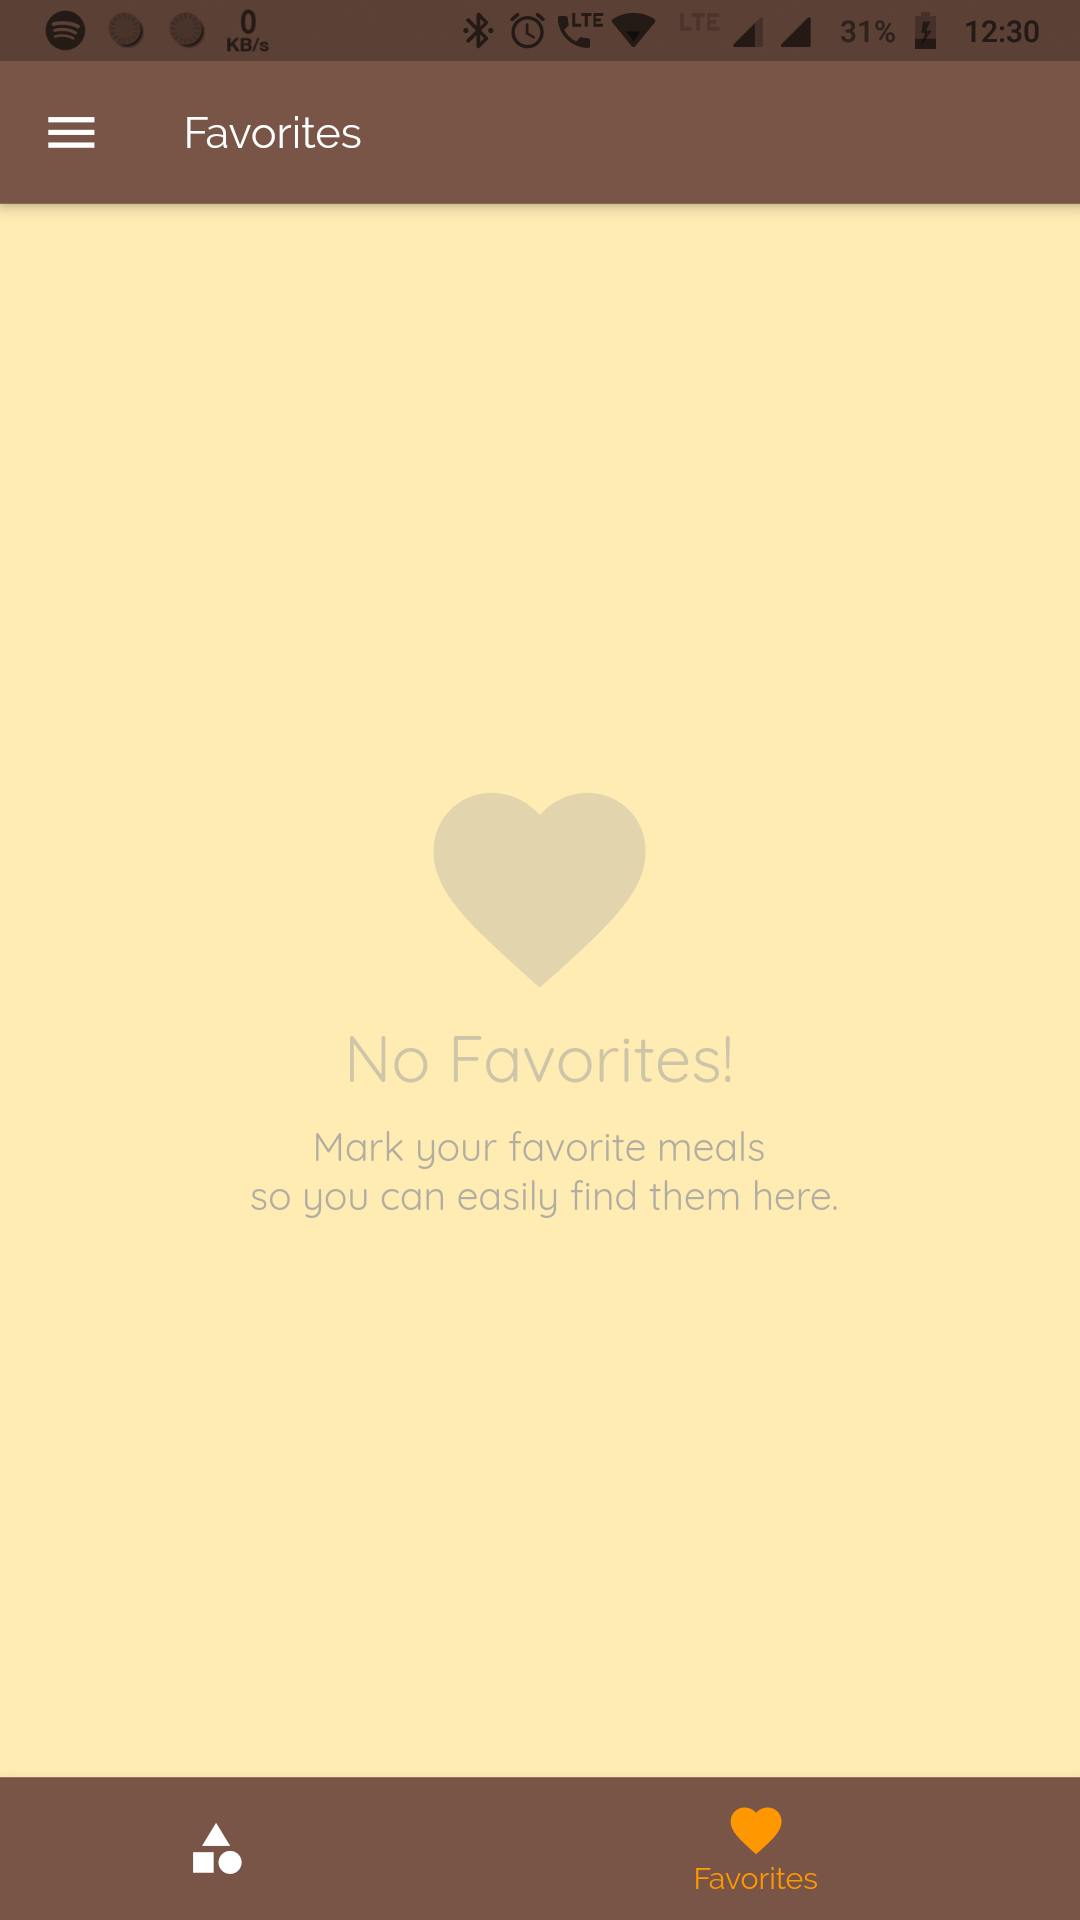 0
KB/s
LTE
LTE
31%
12:30
Favorites
No Favorites!
Mark your favorite meals
so you can easily find them here.
Favorites